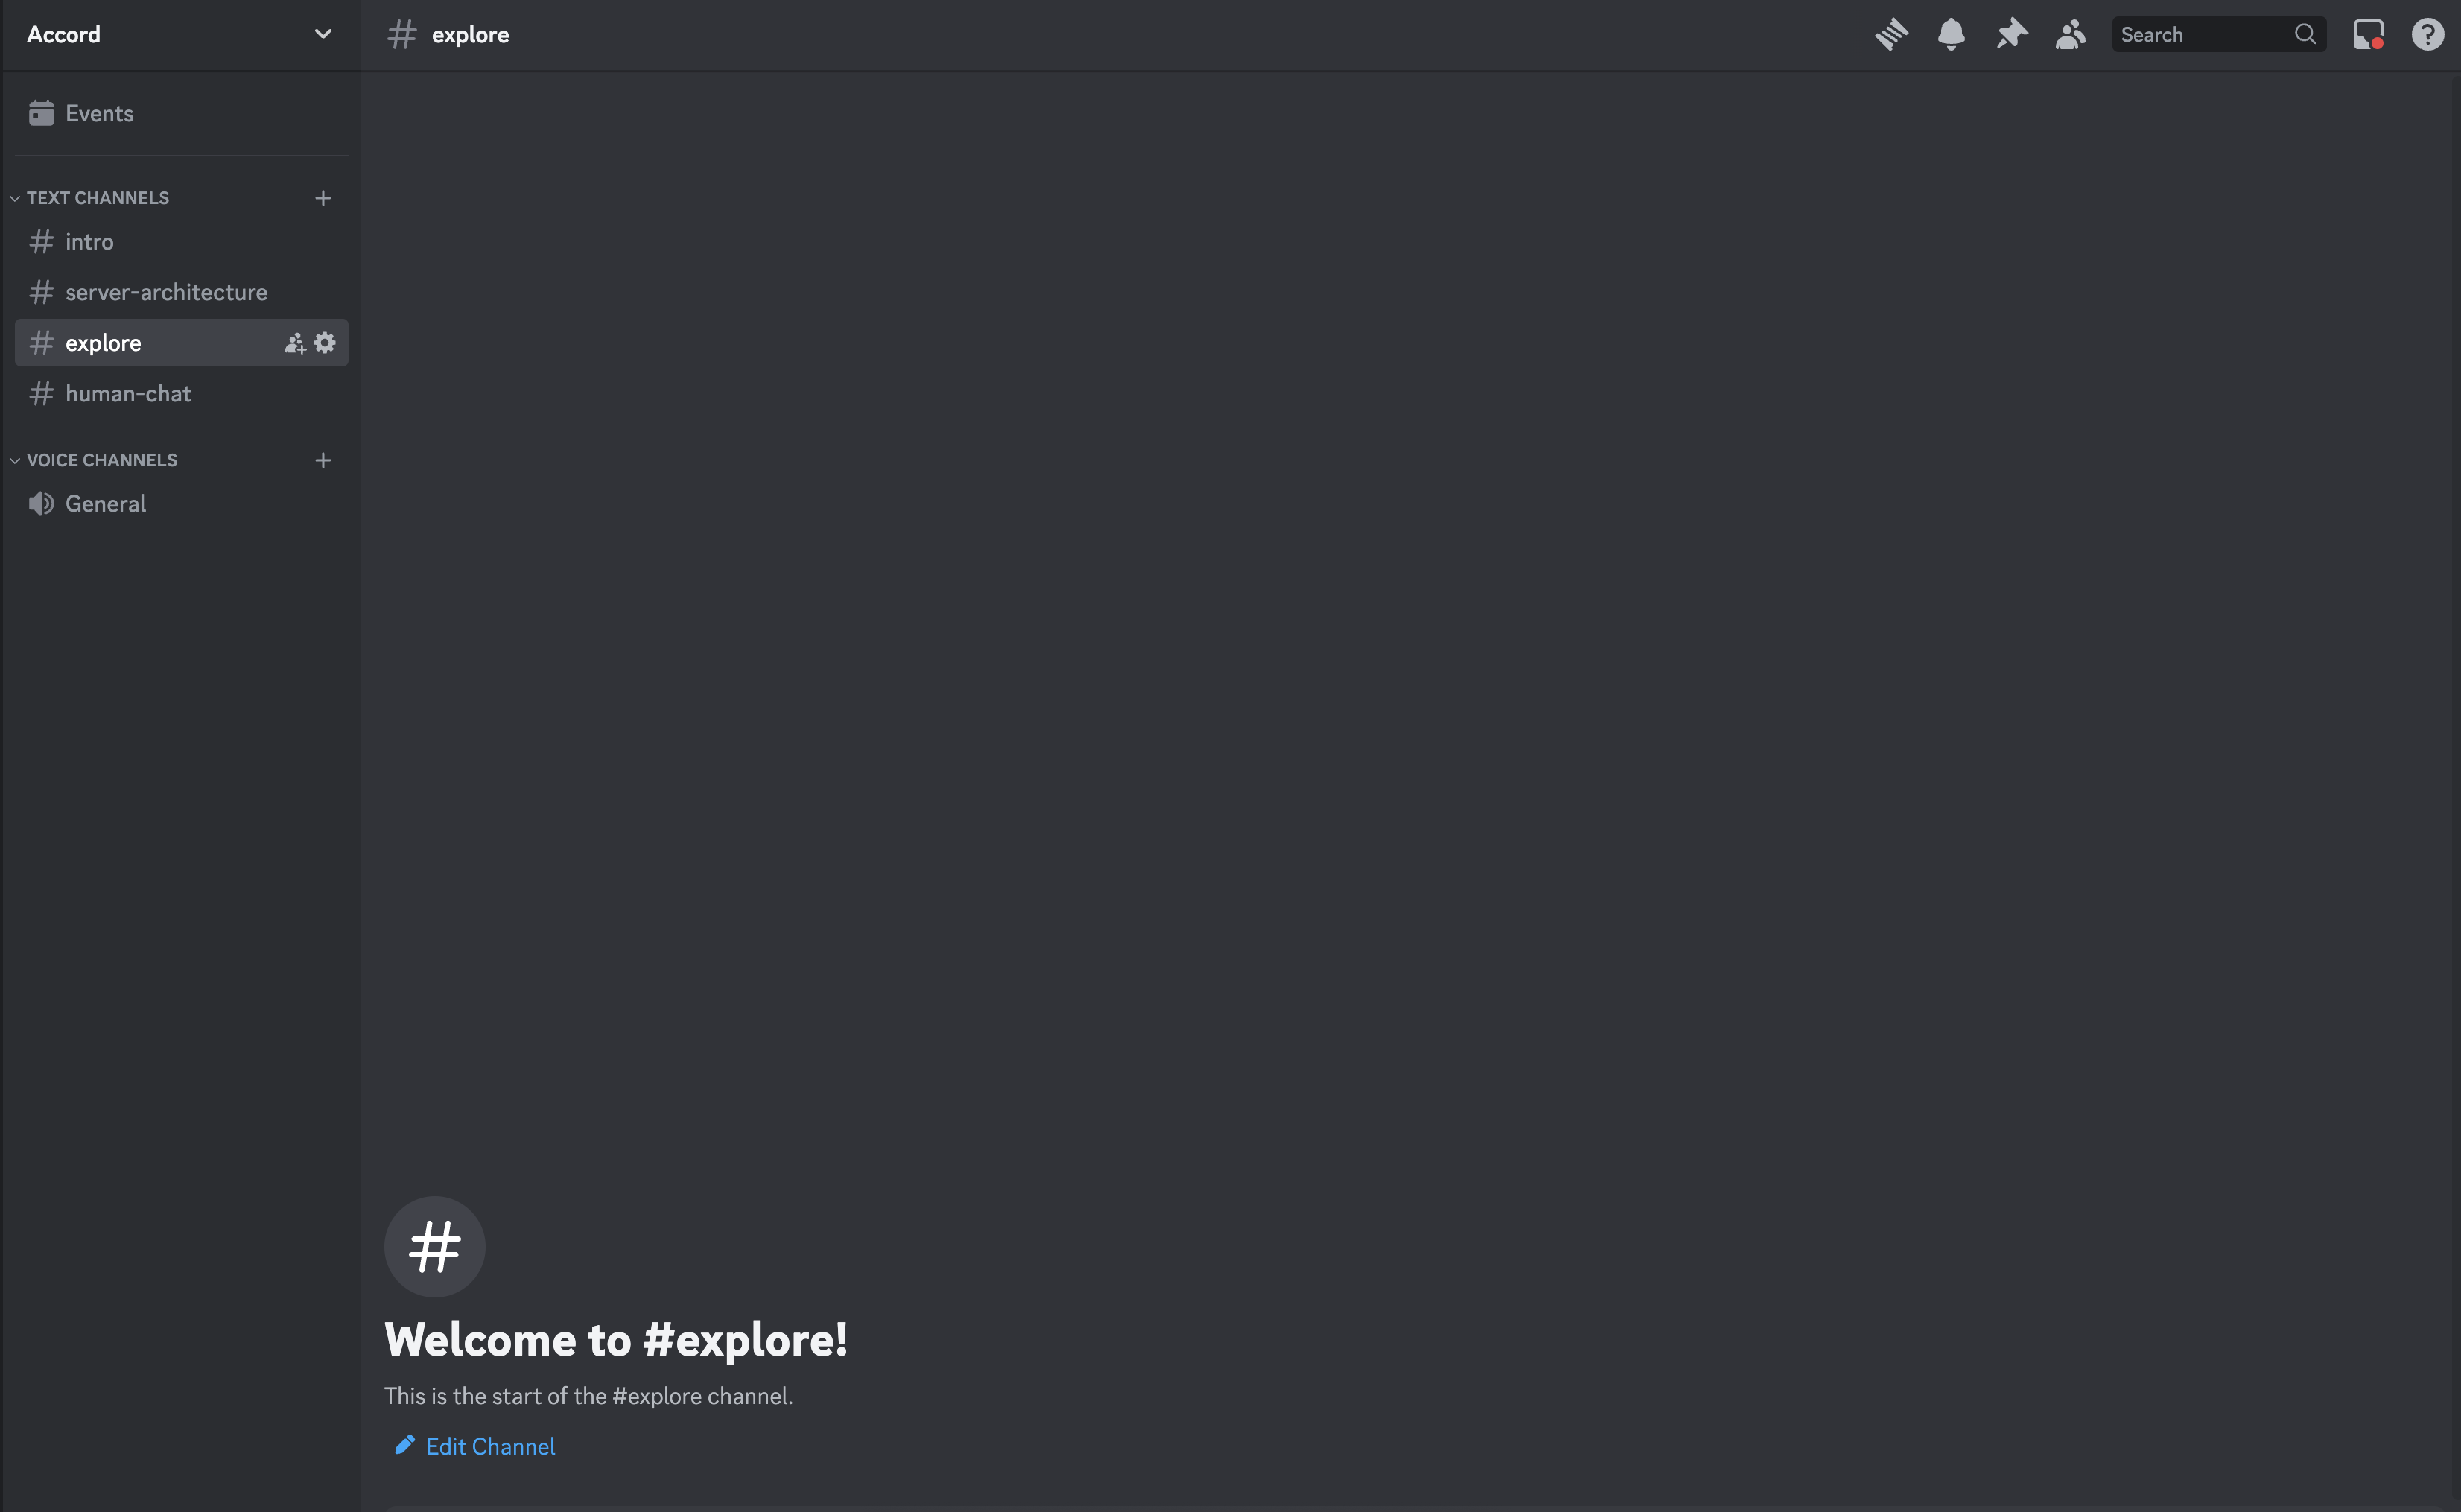 Accord
Events
TEXT CHANNELS
# intro
# server-architecture
# explore
# human-chat
VOICE CHANNELS
General
# explore
Search
#
Welcome to #explore!
This is the start of the #explore channel.
Edit Channel